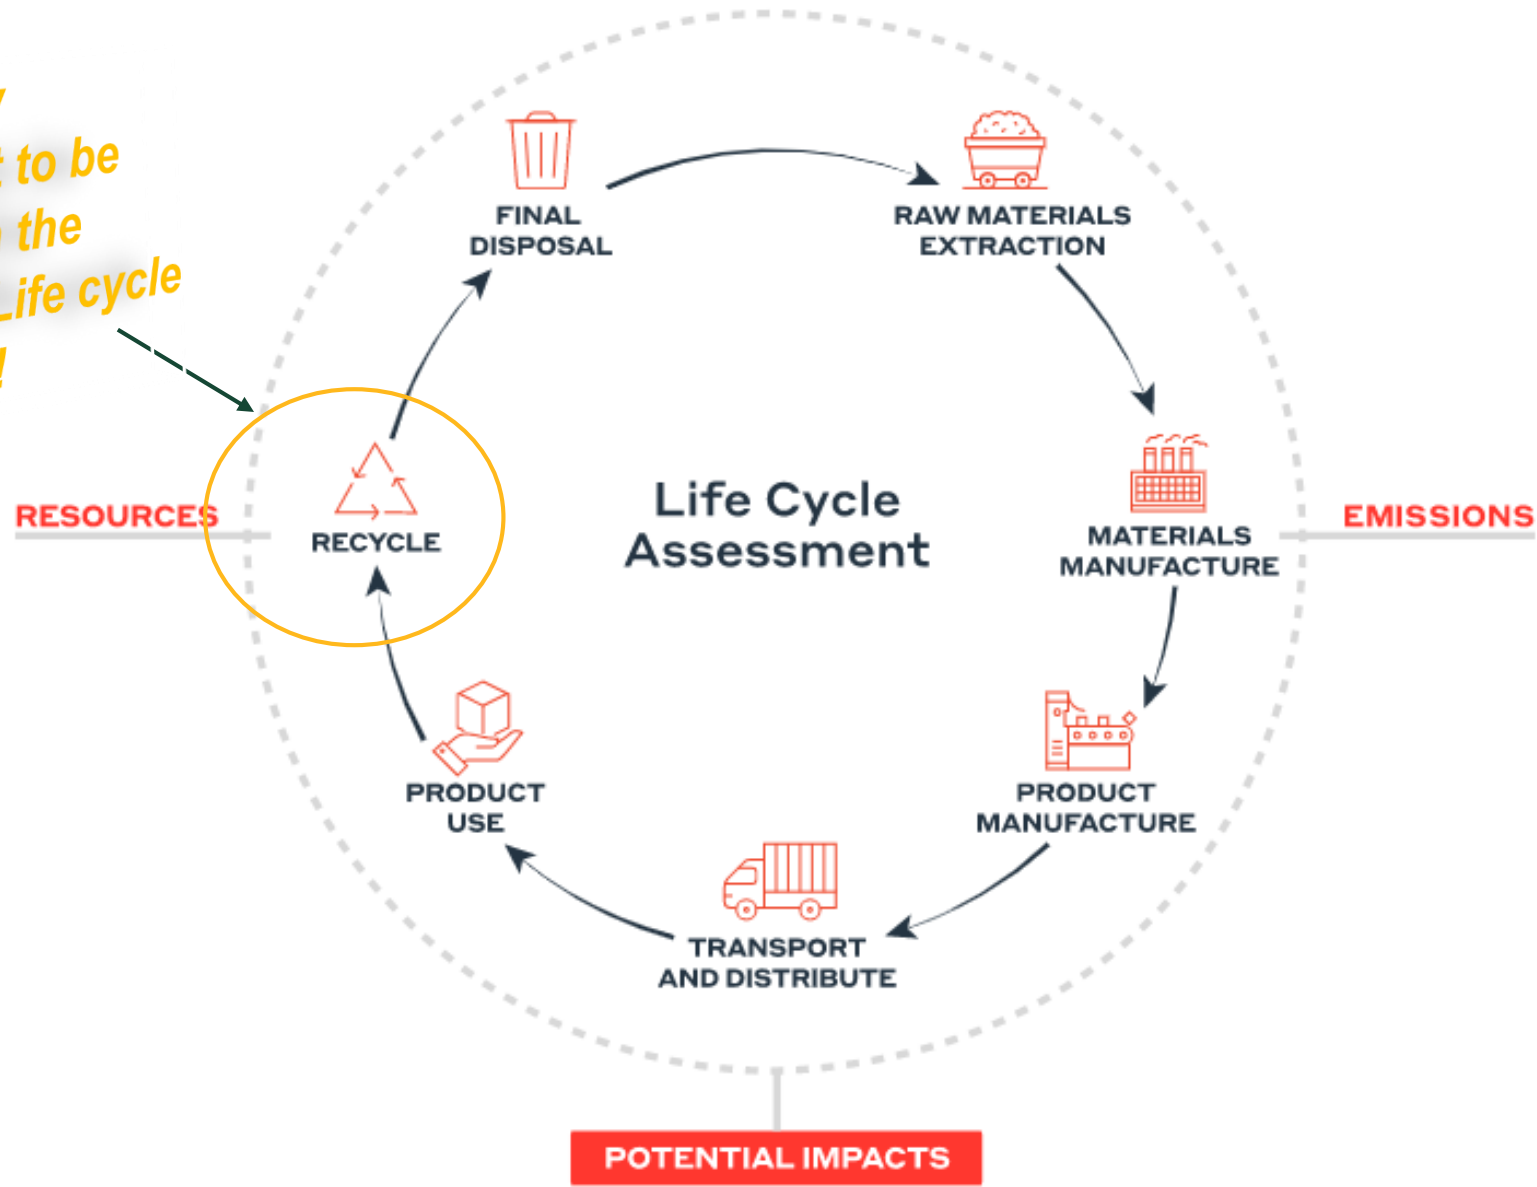 to be
the
Life cycle
!
FINAL
DISPOSAL
RAW MATERIALS
EXTRACTION
RESOURCES
RECYCLE
Life Cycle
Assessment
MATERIALS
MANUFACTURE
EMISSIONS
PRODUCT
USE
PRODUCT
MANUFACTURE
TRANSPORT
AND DISTRIBUTE
POTENTIAL IMPACTS